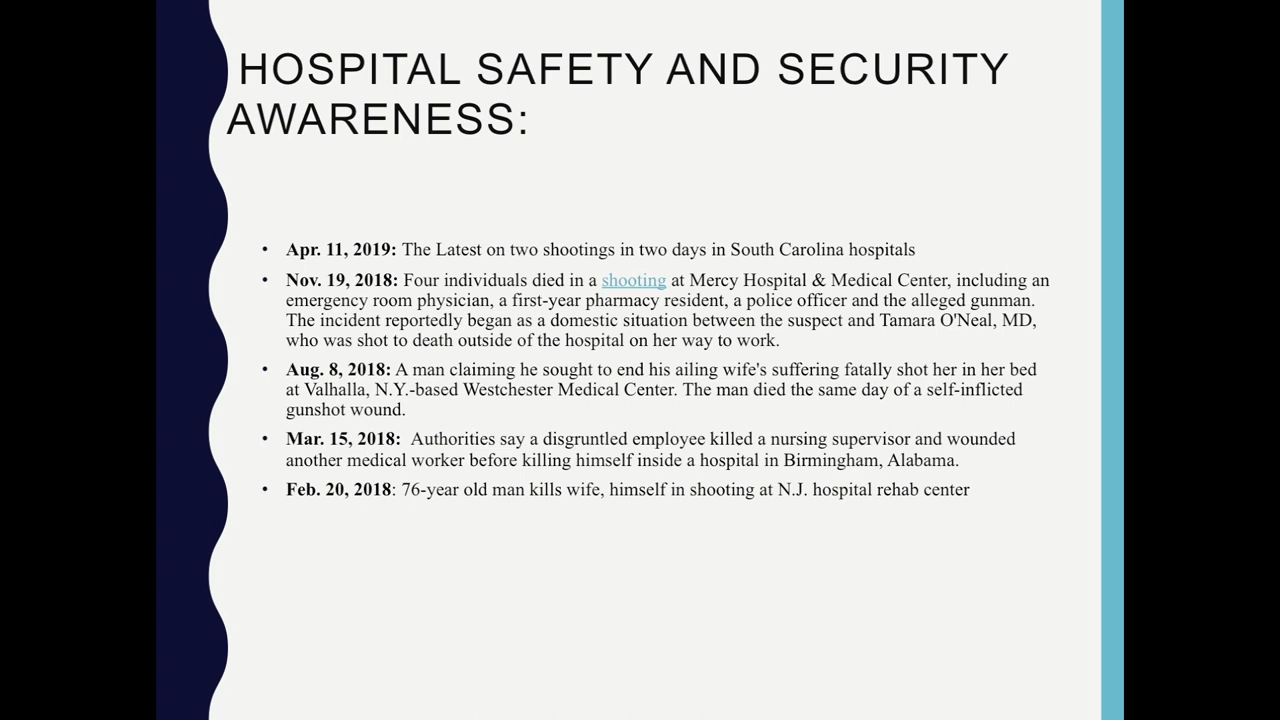 HOSPITAL SAFETY AND SECURITY
AWARENESS:
• Apr. 11, 2019: The Latest on two shootings in two days in South Carolina hospitals
• Nov. 19, 2018: Four individuals died in a shooting at Mercy Hospital & Medical Center, including an
emergency room physician, a first-year pharmacy resident, a police officer and the alleged gunman.
The incident reportedly began as a domestic situation between the suspect and Tamara O'Neal, MD,
who was shot to death outside of the hospital on her way to work.
• Aug. 8, 2018: A man claiming he sought to end his ailing wife's suffering fatally shot her in her bed
at Valhalla, N.Y.-based Westchester Medical Center. The man died the same day of a self-inflicted
gunshot wound.
• Mar. 15, 2018: Authorities say a disgruntled employee killed a nursing supervisor and wounded
another medical worker before killing himself inside a hospital in Birmingham, Alabama.
• Feb. 20, 2018: 76-year old man kills wife, himself in shooting at N.J. hospital rehab center